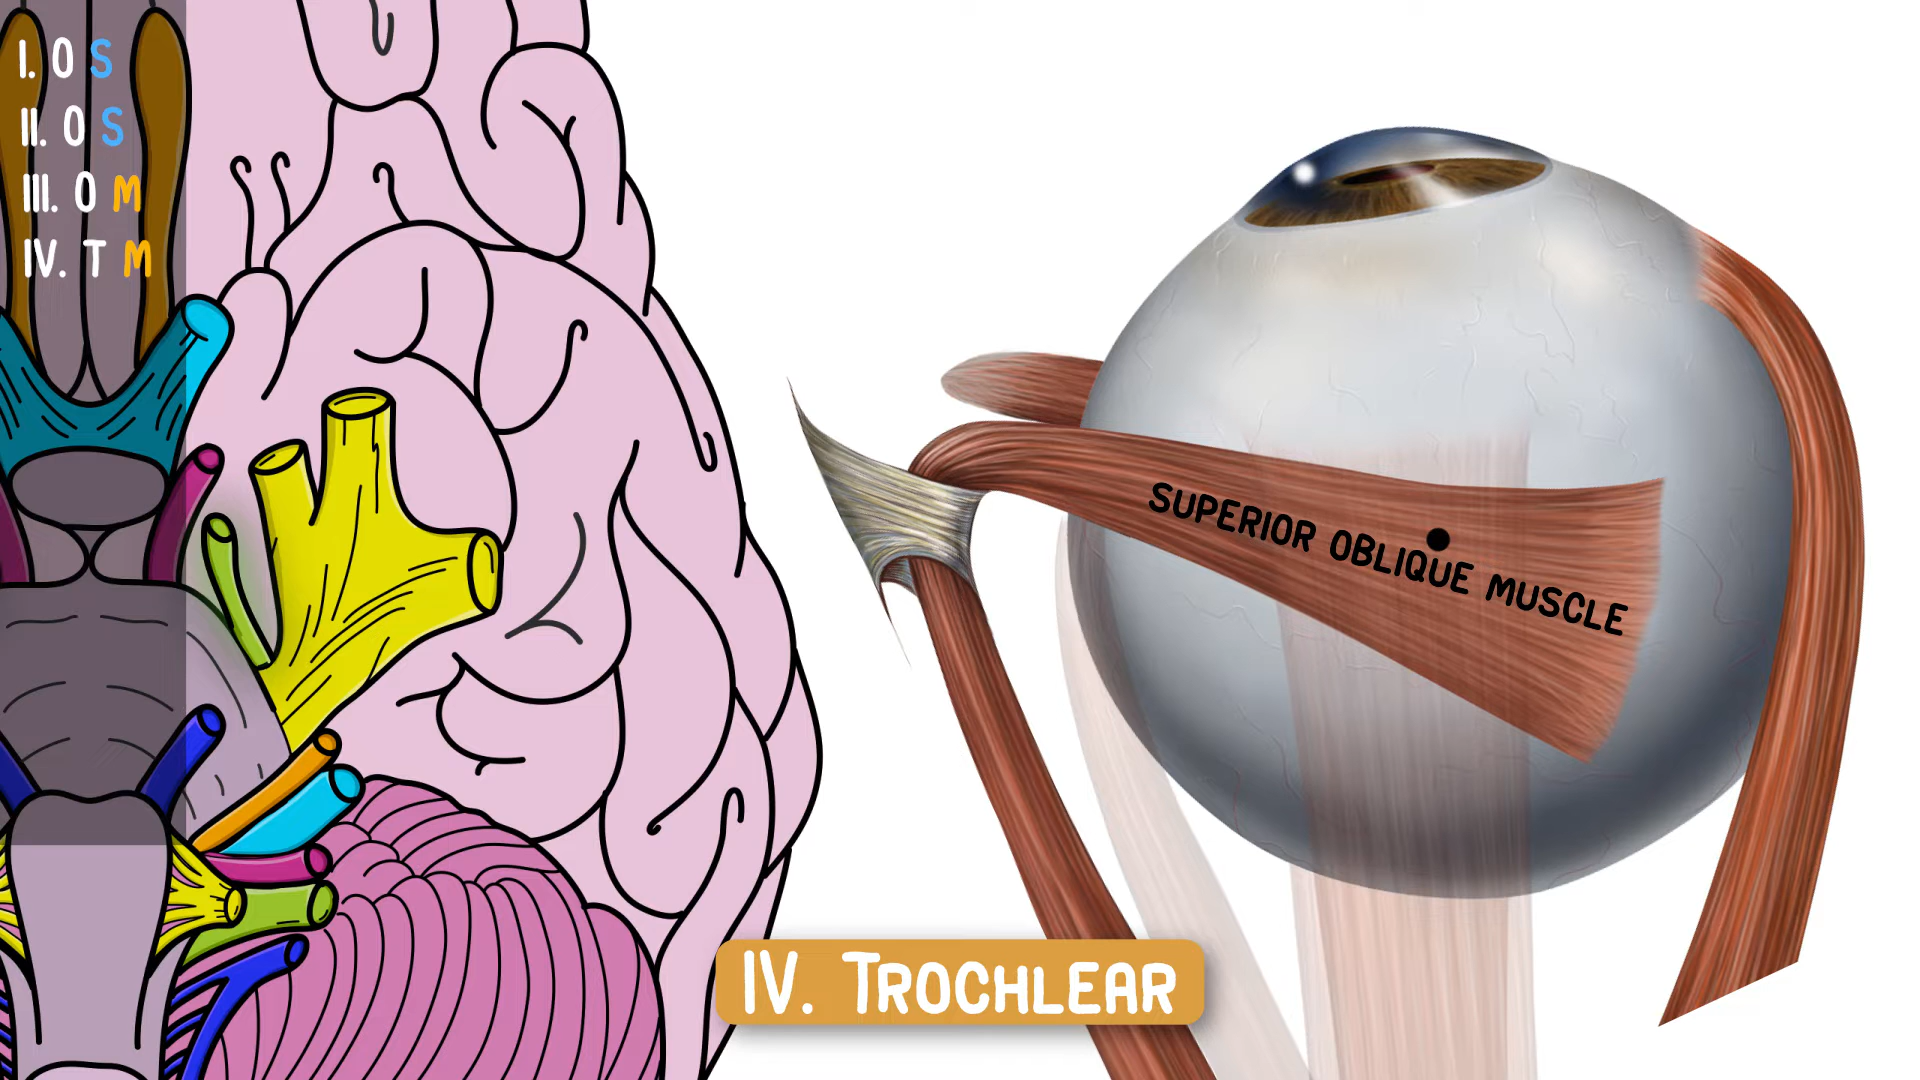 I. O S
II. O S
III. O M
IV. T M
SUPERIOR OBLIQUE MUSCLE
IV. TROCHLEAR